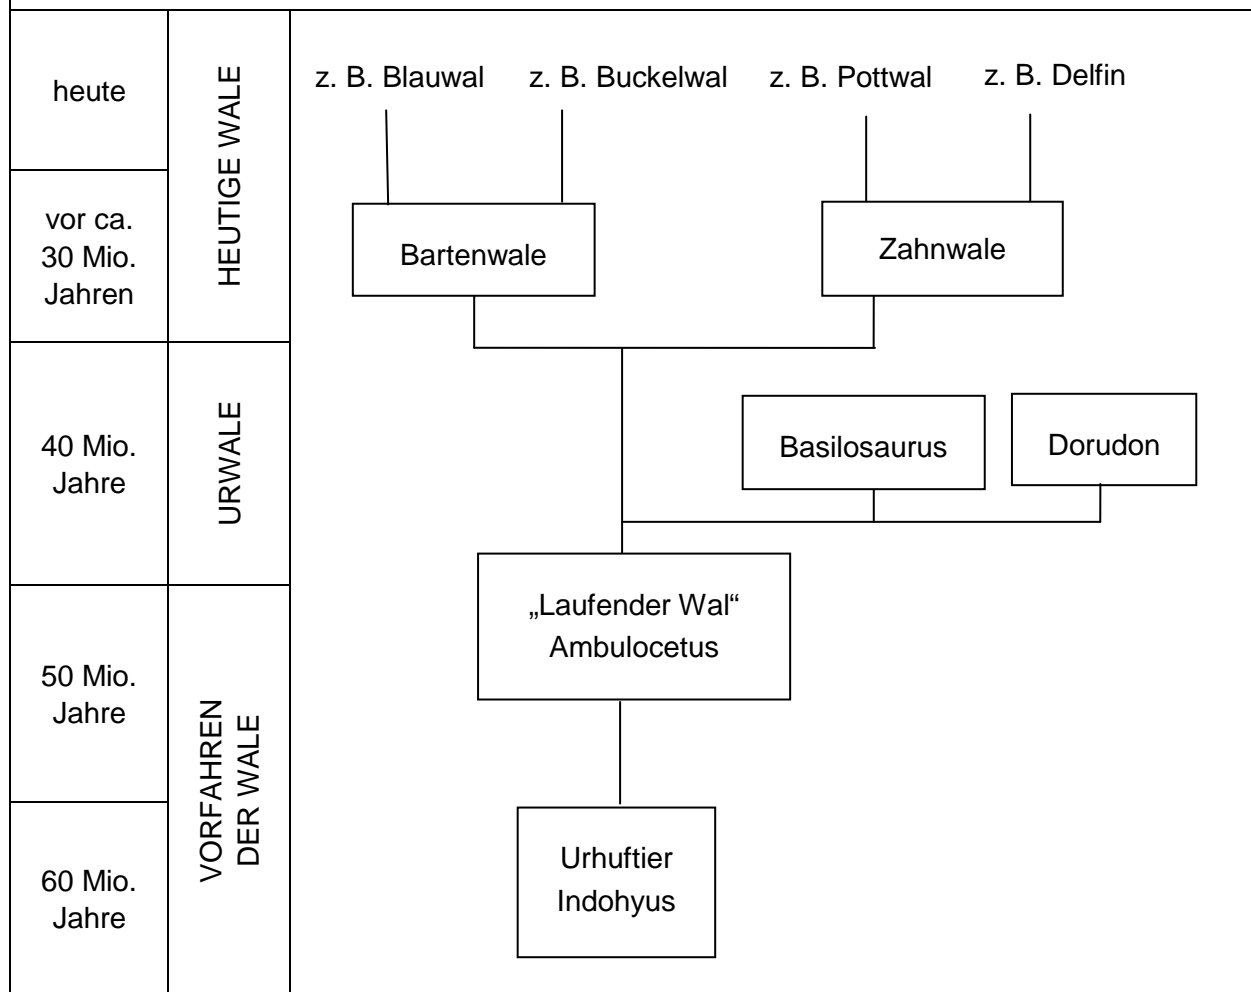 heute
HEUTIGE WALE
z. B. Blauwal
z. B. Buckelwal
z. B. Pottwal
z. B. Delfin
vor ca.
30 Mio.
Jahren
Bartenwale
Zahnwale
40 Mio.
Jahre
URWALE
Basilosaurus
Dorudon
„Laufender Wal“
Ambulocetus
50 Mio.
Jahre
VORFAHREN
DER WALE
60 Mio.
Jahre
Urhuftier
Indohyus